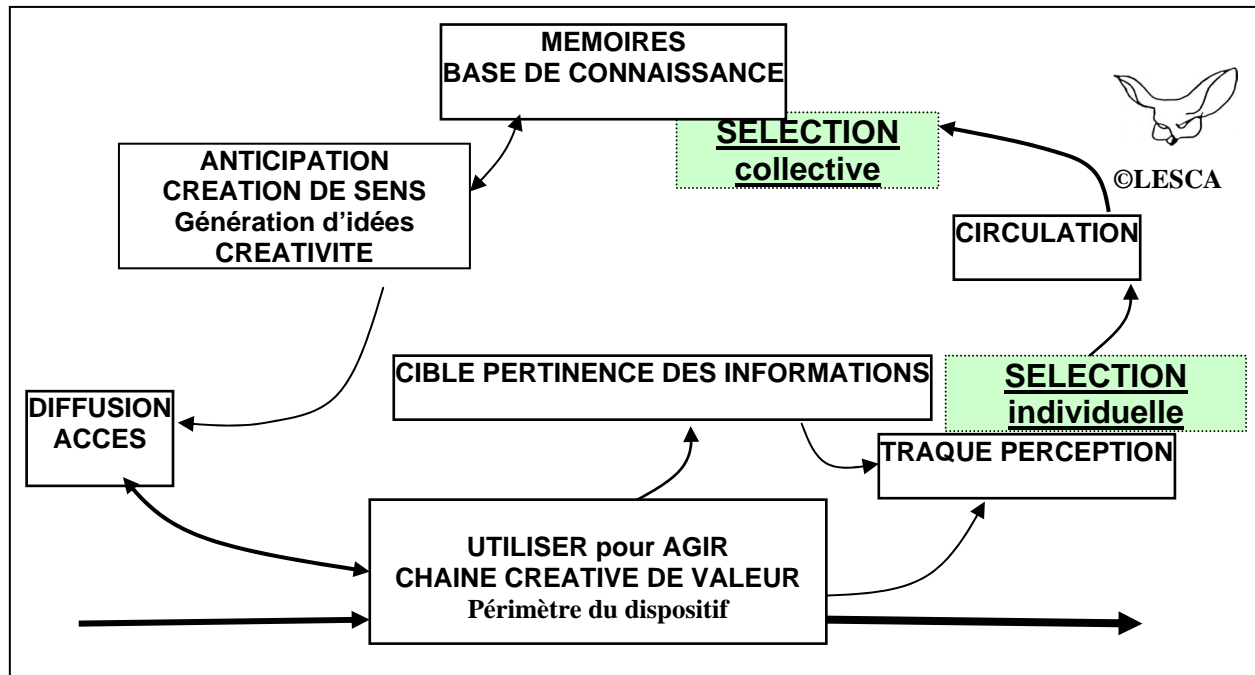 MEMOIRES
BASE DE CONNAISSANCE
SELECTION
collective
©LESCA
ANTICIPATION
CREATION DE SENS
Génération d'idées
CREATIVITE
CIRCULATION
CIBLE PERTINENCE DES INFORMATIONS
SELECTION
individuelle
DIFFUSION
ACCES
TRAQUE PERCEPTION
UTILISER pour AGIR
CHAINE CREATIVE DE VALEUR
Périmètre du dispositif